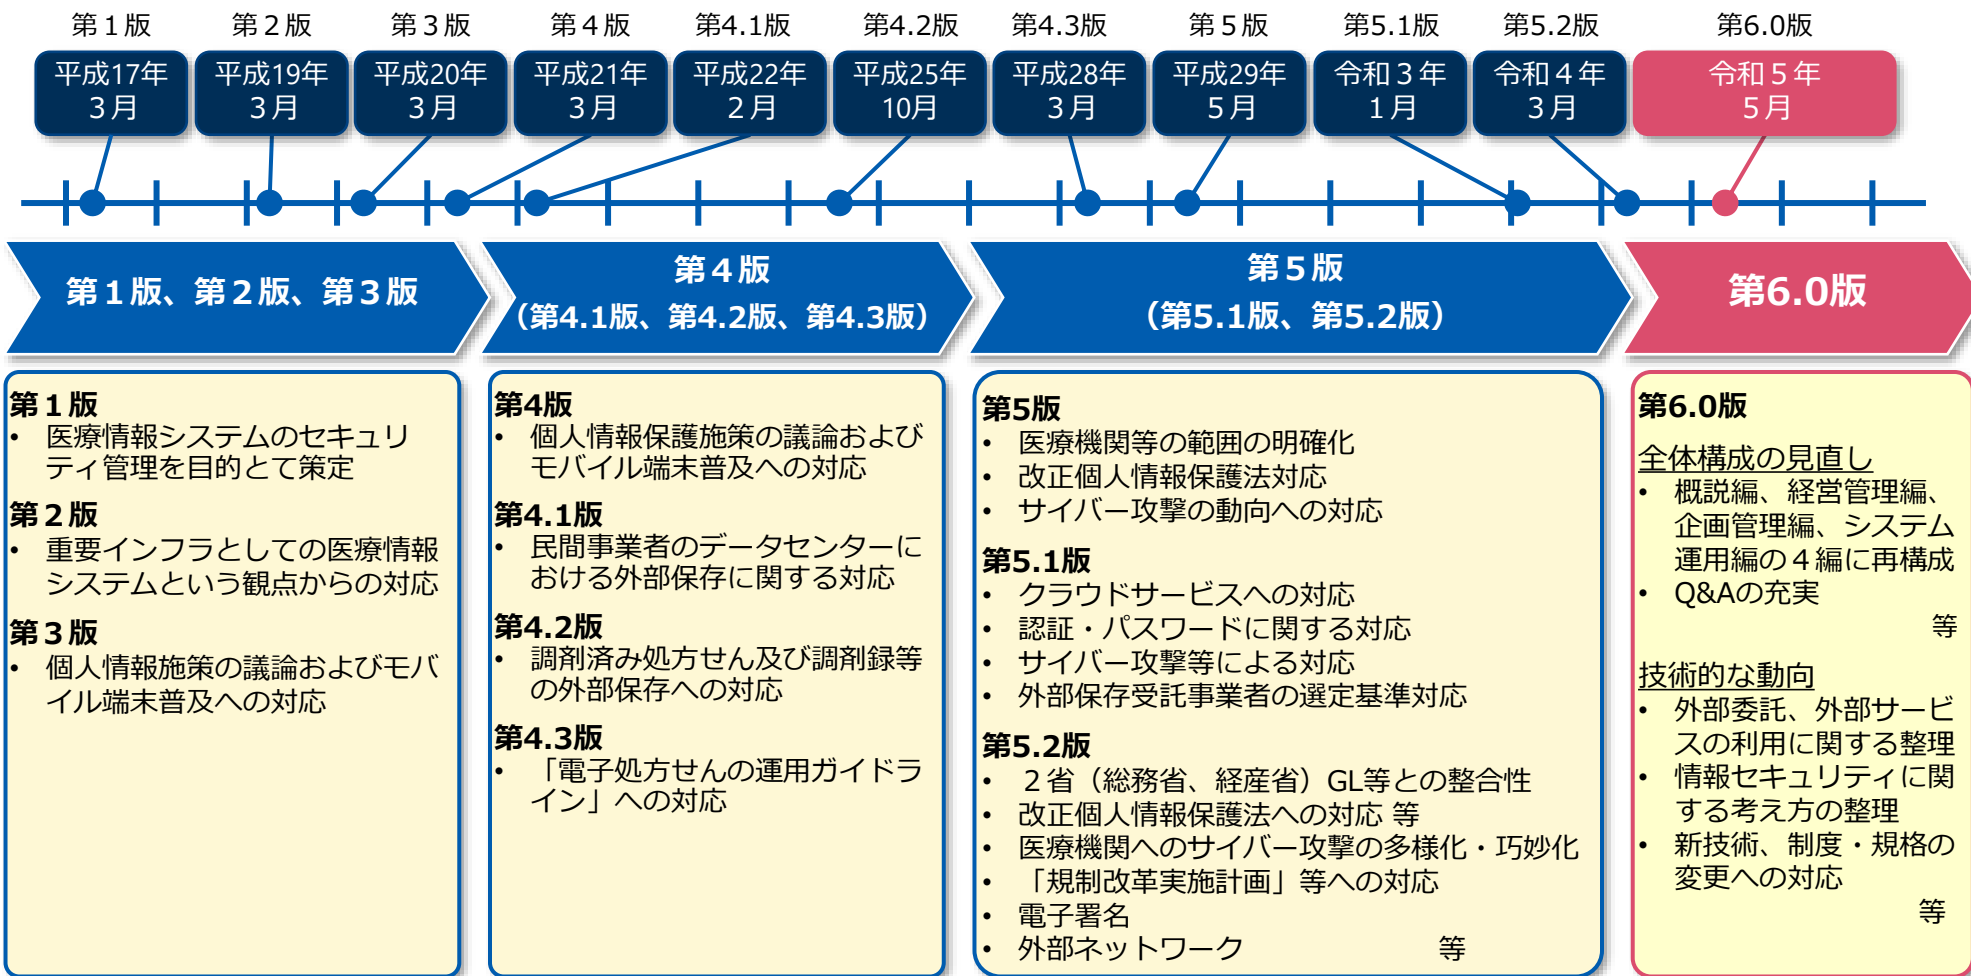 第１版
第２版
第３版
第４版
第4.1版
第4.2版
第4.3版
第５版
第5.1版
第5.2版
第6.0版
平成17年
３月
平成19年
３月
平成20年
３月
平成21年
３月
平成22年
２月
平成25年
10月
平成28年
３月
平成29年
５月
令和３年
１月
令和４年
３月
令和５年
５月
第１版、第２版、第３版
第４版
（第4.1版、第4.2版、第4.3版）
第５版
（第5.1版、第5.2版）
第6.0版
第１版
• 医療情報システムのセキュリ
ティ管理を目的とて策定
第２版
• 重要インフラとしての医療情報
システムという観点からの対応
第３版
• 個人情報施策の議論およびモバ
イル端末普及への対応
第4版
• 個人情報保護施策の議論および
モバイル端末普及への対応
第4.1版
• 民間事業者のデータセンターに
おける外部保存に関する対応
第4.2版
• 調剤済み処方せん及び調剤録等
の外部保存への対応
第4.3版
• 「電子処方せんの運用ガイドラ
イン」への対応
第5版
• 医療機関等の範囲の明確化
• 改正個人情報保護法対応
• サイバー攻撃の動向への対応
第5.1版
• クラウドサービスへの対応
• 認証・パスワードに関する対応
• サイバー攻撃等による対応
• 外部保存受託事業者の選定基準対応
第5.2版
• ２省（総務省、経産省）GL等との整合性
• 改正個人情報保護法への対応 等
• 医療機関へのサイバー攻撃の多様化・巧妙化
• 「規制改革実施計画」等への対応
• 電子署名
• 外部ネットワーク 等
第6.0版
全体構成の見直し
• 概説編、経営管理編、
企画管理編、システム
運用編の４編に再構成
• Q&Aの充実
等
技術的な動向
• 外部委託、外部サービ
スの利用に関する整理
• 情報セキュリティに関
する考え方の整理
• 新技術、制度・規格の
変更への対応
等